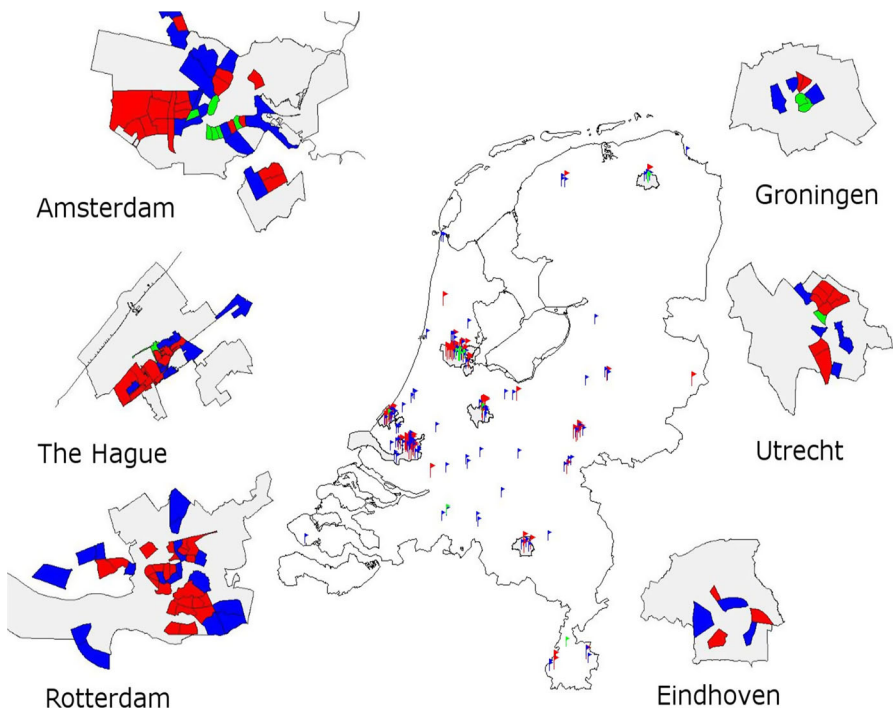 Amsterdam
Groningen
The Hague
Utrecht
Rotterdam
Eindhoven